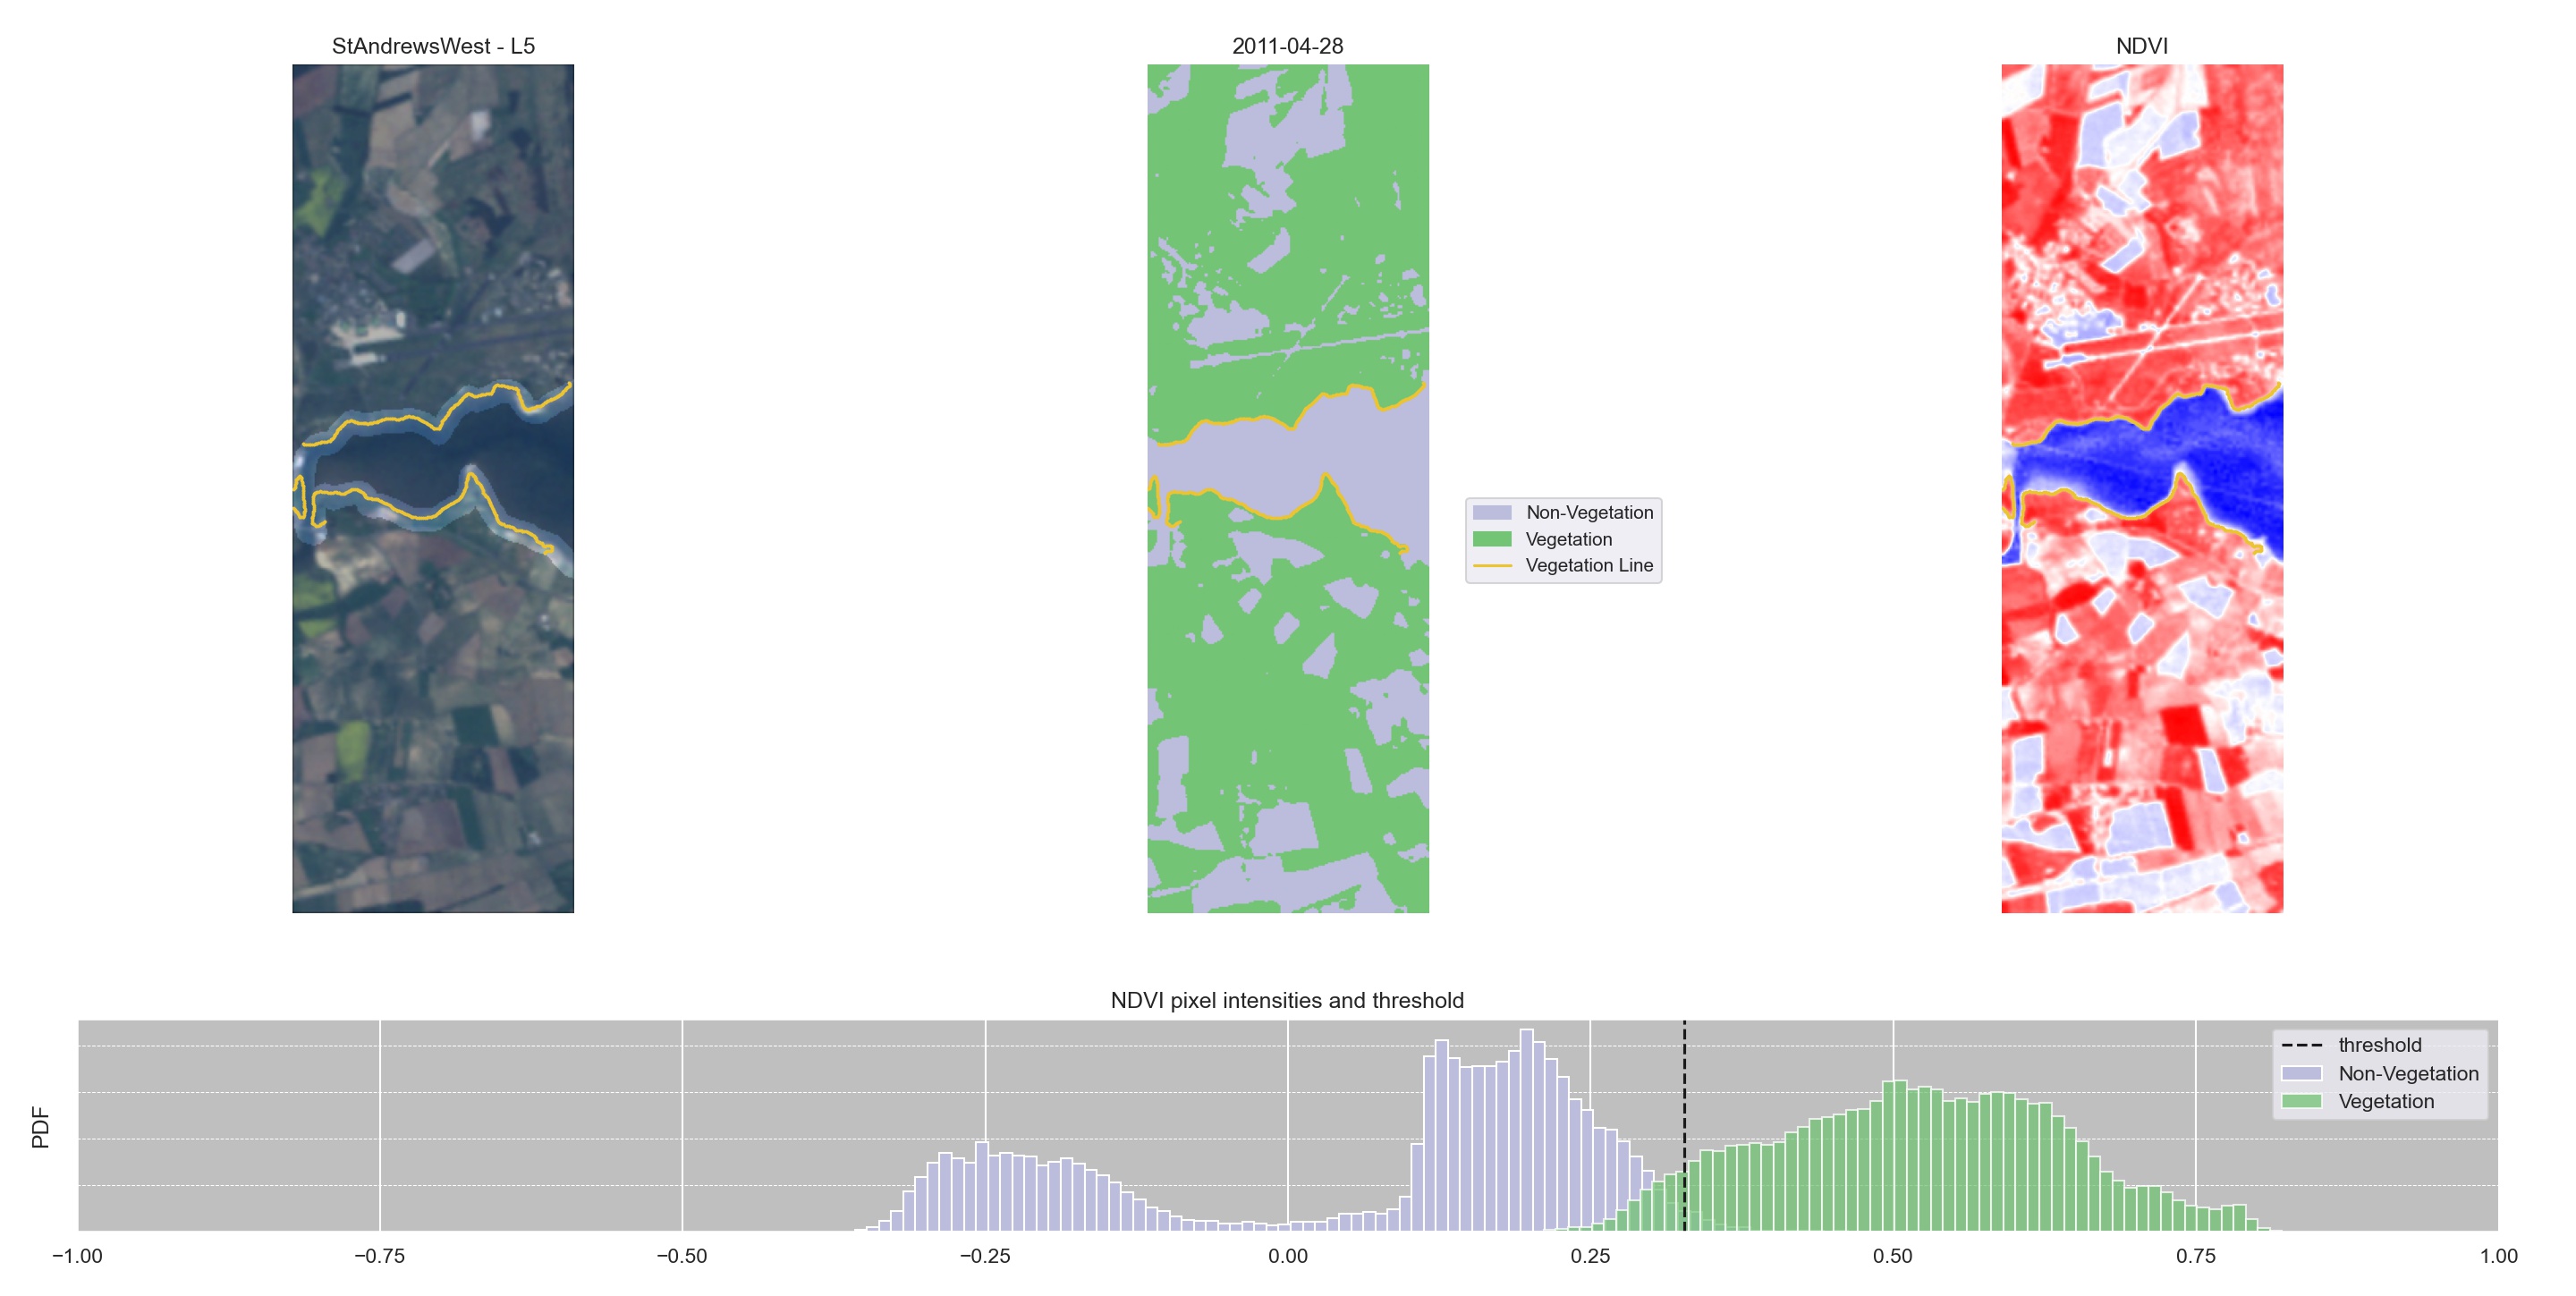 StAndrewsWest - L5
2011-04-28
NDVI
Non-Vegetation
Vegetation
Vegetation Line
NDVI pixel intensities and threshold
PDF
threshold
Non-Vegetation
Vegetation
−1.00 −0.75 −0.50 −0.25 0.00 0.25 0.50 0.75 1.00